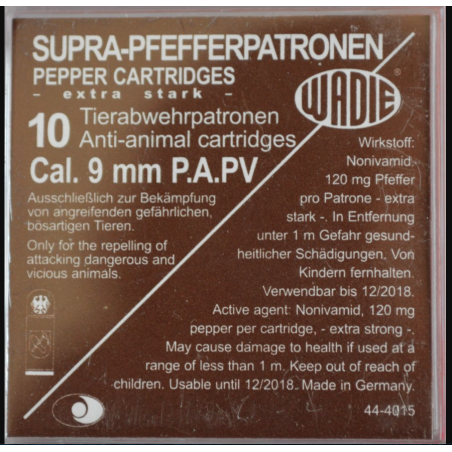 SUPRA-PFEFFERPATRONEN
PEPPER CARTRIDGES
- extra stark -
WADIE®
10 Tierabwehrpatronen
Anti-animal cartridges
Cal. 9 mm P.A.PV
Ausschließlich zur Bekämpfung
von angreifenden gefährlichen,
bösartigen Tieren.
Only for the repelling of
attacking dangerous and
vicious animals.
Wirkstoff:
Nonivamid
120 mg Pfeffer
pro Patrone - extra
stark -. In Entfernung
unter 1 m Gefahr gesund-
heitlicher Schädigungen. Von
Kindern fernhalten.
Verwendbar bis 12/2018.
Active agent: Nonivamid, 120 mg
pepper per cartridge, - extra strong -.
May cause damage to health if used at a
range of less than 1 m. Keep out of reach of
children. Usable until 12/2018. Made in Germany.
44-4015